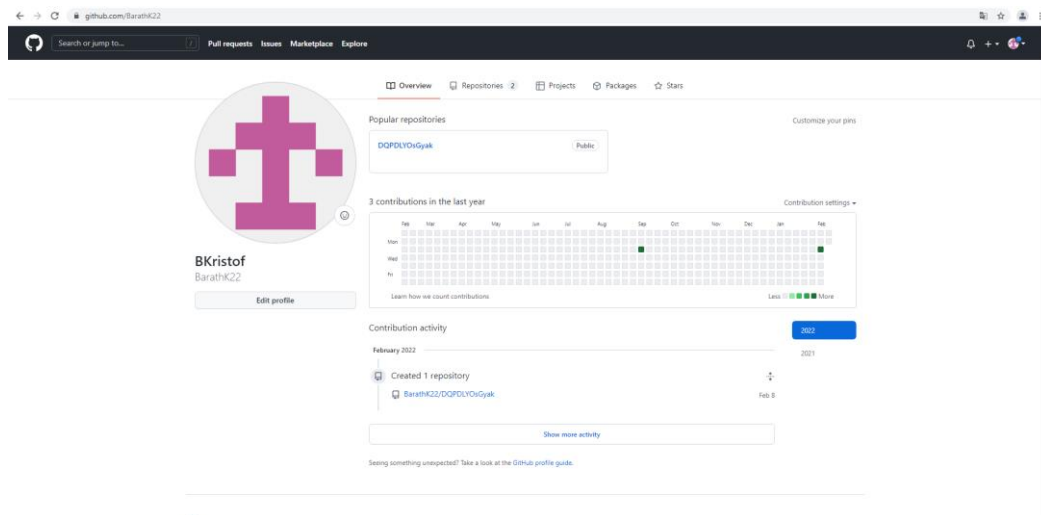 github.com/BarathK22
Search or jump to...
/
Pull requests Issues Marketplace Explore
Overview Repositories 2 Projects Packages Stars
Popular repositories
Customize your pins
DQPDLYOsGyak Public
3 contributions in the last year
Contribution settings
Feb Mar Apr May Jun Jul Aug Sep Oct Nov Dec Jan Feb
Mon
Wed
Fri
Learn how we count contributions
Less More
BKristof
BarathK22
Edit profile
Contribution activity
2022
2021
February 2022
Created 1 repository
BarathK22/DQPDLYOsGyak
Feb 8
Show more activity
Seeing something unexpected? Take a look at the GitHub profile guide.